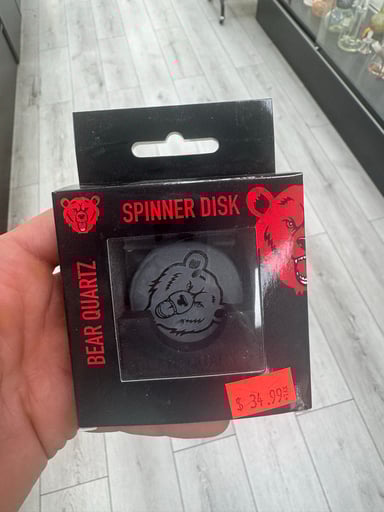 SPINNER DISK
BEAR QUARTZ
$ 34.99